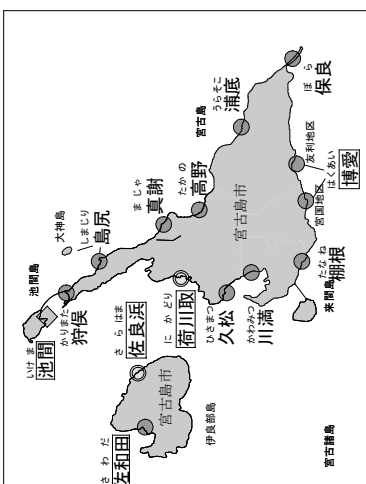 いけま
池間
池間島
かりまた
狩俣
大神島
しまじり
島尻
まじゃ
真謝
たかの
高野
宮古島
うらそこ
浦底
ぼら
保良
友利地区
はくあい
博愛
宮国地区
たなね
棚根
来間島
かわみつ
川満
ひさまつ
久松
にかどり
荷川取
宮古島市
さらはま
佐良浜
さわだ
佐和田
宮古島市
伊良部島
宮古諸島